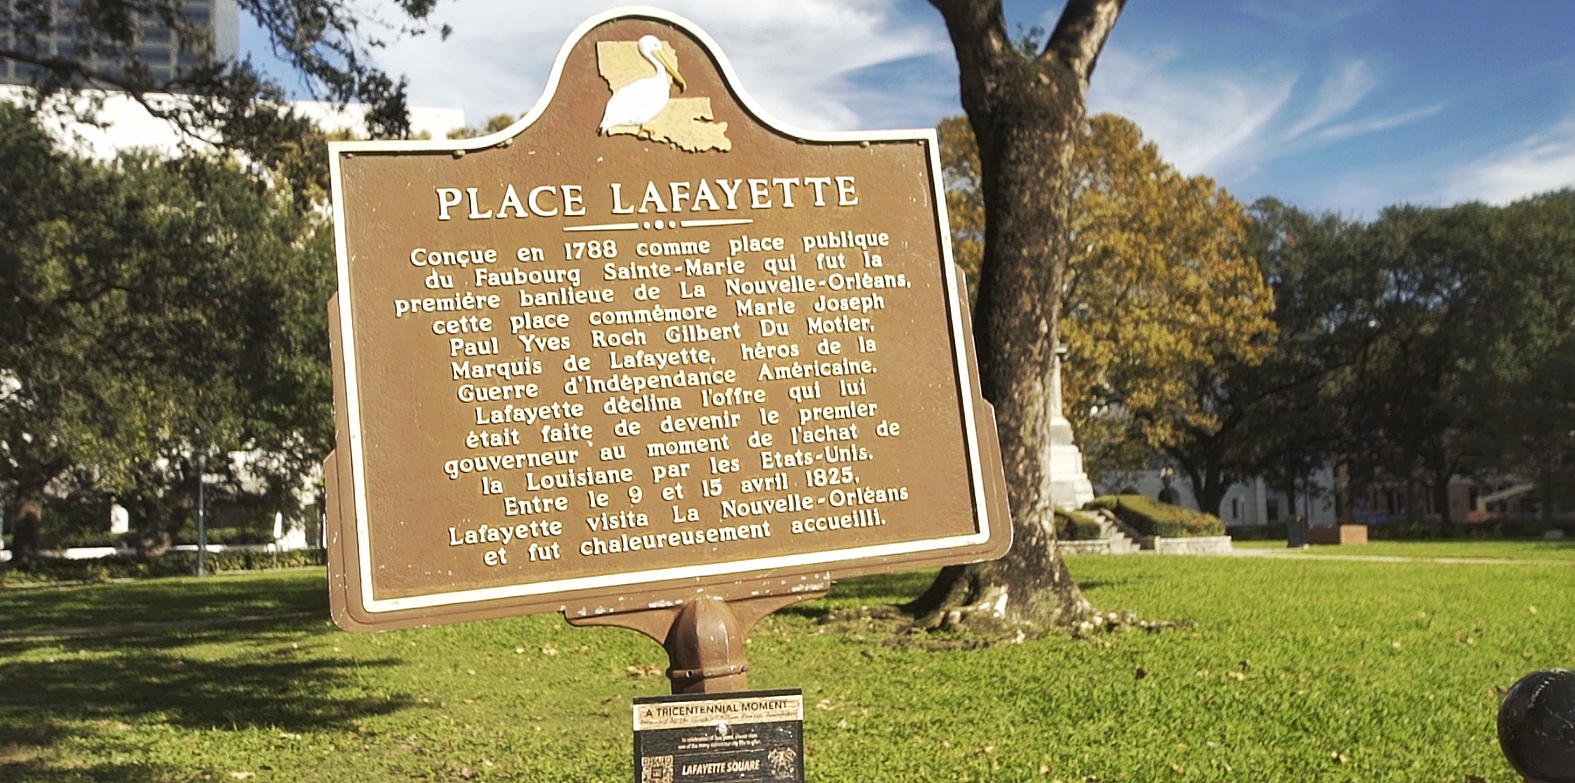 PLACE LAFAYETTE
Conçue en 1788 comme place publique
du Faubourg Sainte-Marie qui fut la
première banlieue de La Nouvelle-Orléans,
cette place commémore Marie Joseph
Paul Yves Roch Gilbert Du Motier,
Marquis de Lafayette, héros de la
Guerre d'Indépendance Américaine.
Lafayette déclina l'offre qui lui
était faite de devenir le premier
gouverneur au moment de l'achat de
la Louisiane par les Etats-Unis.
Entre le 9 et 15 avril 1825,
Lafayette visita La Nouvelle-Orléans
et fut chaleureusement accueilli.
A TRICENTENNIAL MOMENT
LAFAYETTE SQUARE